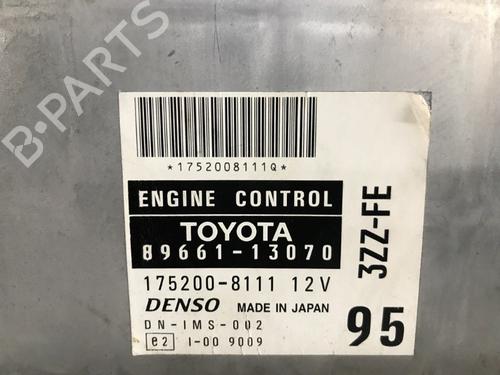 B-PARTS
*1752008111Q*
ENGINE CONTROL
TOYOTA
89661-13070
175200-8111 12V
DENSO MADE IN JAPAN
DN-IMS-002
e2 I-00 9009
3ZZ-FE
95